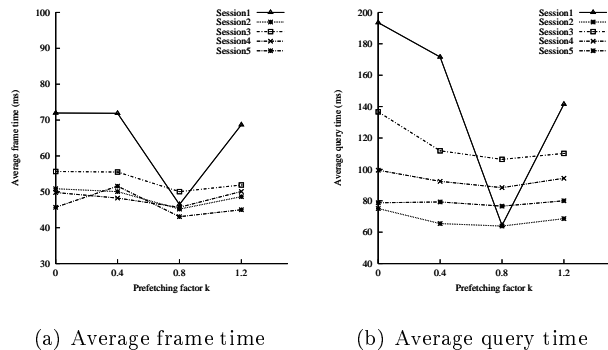 100
90
80
70
60
50
40
30
0
0.4
0.8
1.2
Average frame time (ms)
Prefetching factor k
Session1
Session2
Session3
Session4
Session5
(a) Average frame time
200
180
160
140
120
100
80
60
40
0
0.4
0.8
1.2
Average query time (ms)
Prefetching factor k
Session1
Session2
Session3
Session4
Session5
(b) Average query time